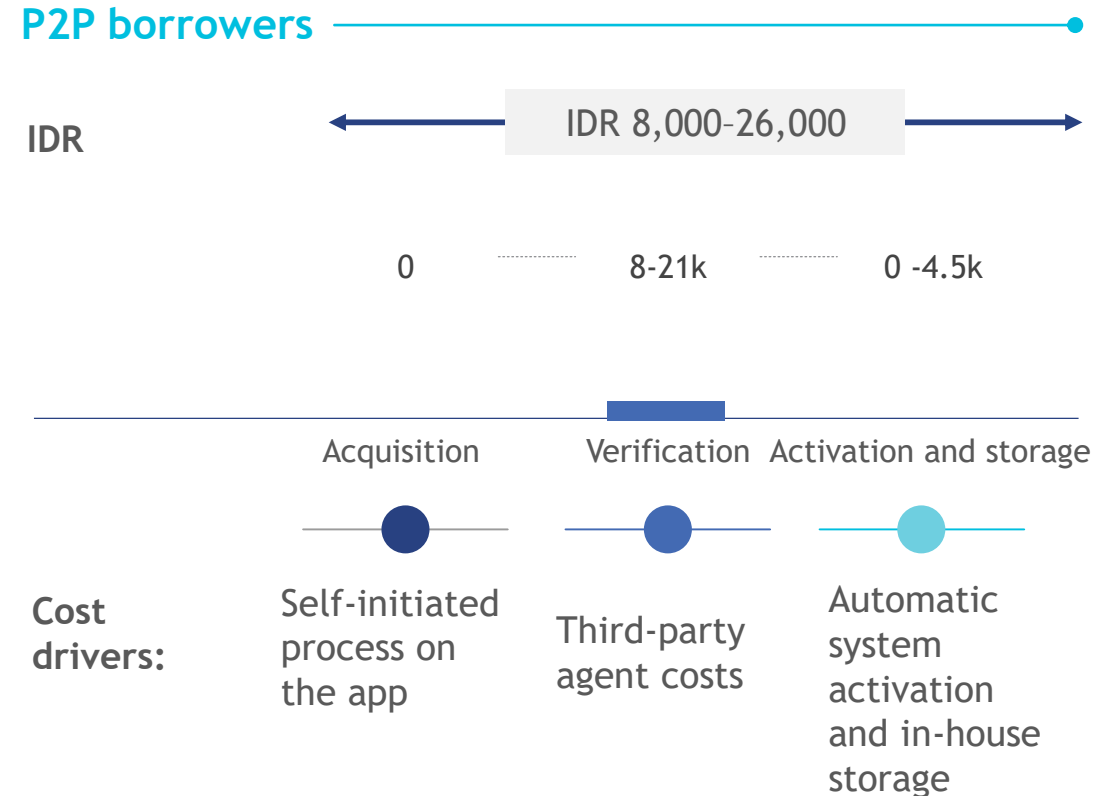 P2P borrowers
IDR
IDR 8,000–26,000
0
8-21k
0 -4.5k
Acquisition
Verification
Activation and storage
Cost
drivers:
Self-initiated
process on
the app
Third-party
agent costs
Automatic
system
activation
and in-house
storage